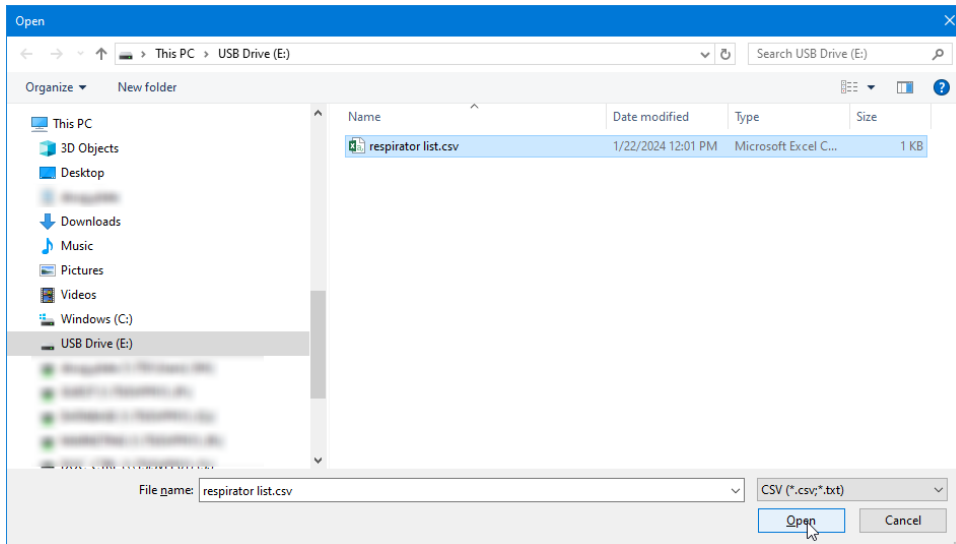 Open
This PC > USB Drive (E:)
Search USB Drive (E:)
Organize
New folder
Name Date modified Type Size
respirator list.csv 1/22/2024 12:01 PM Microsoft Excel C... 1 KB
This PC
3D Objects
Desktop
Downloads
Music
Pictures
Videos
Windows (C:)
USB Drive (E:)
File name: respirator list.csv
CSV (*.csv;*.txt)
Open
Cancel